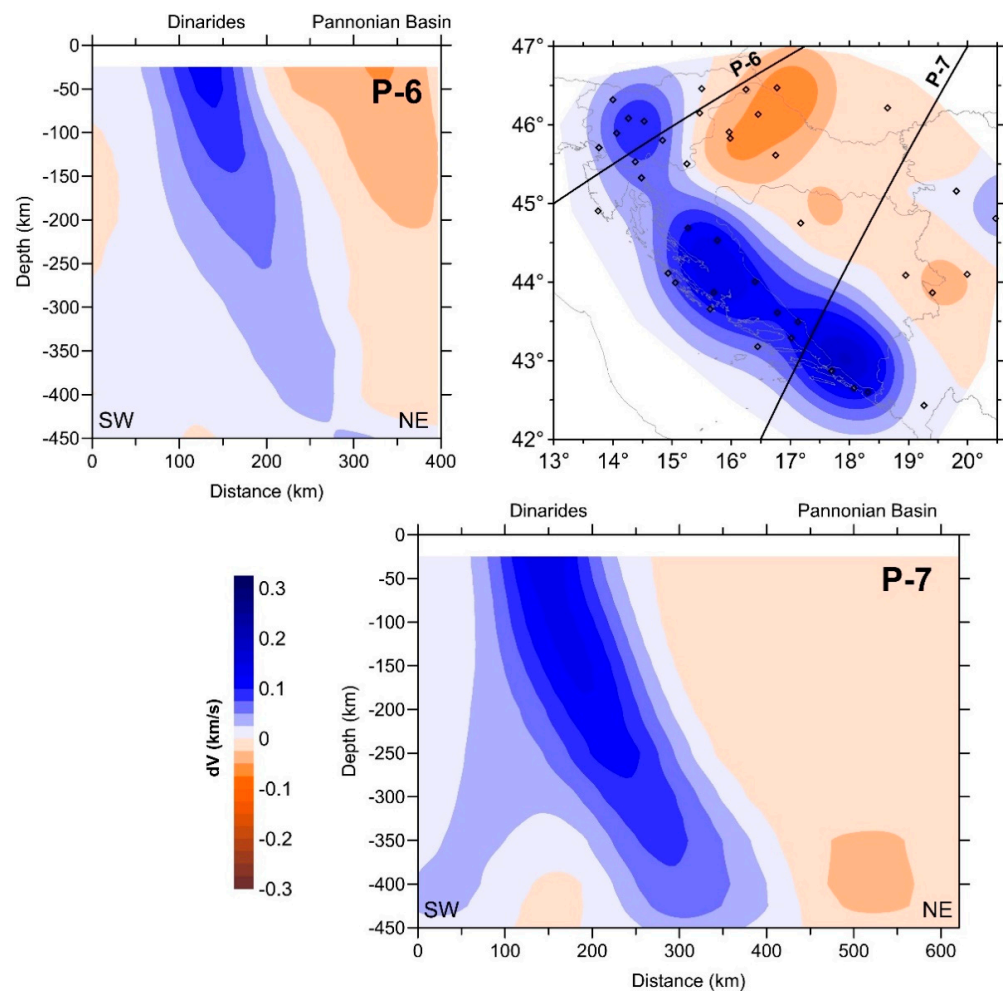 Dinarides Pannonian Basin
0
-50
-100
-150
-200
-250
-300
-350
-400
-450
Depth (km)
P-6
SW NE
0 100 200 300 400
Distance (km)
47°
46°
45°
44°
43°
42°
P-6
P-7
13° 14° 15° 16° 17° 18° 19° 20°
Dinarides Pannonian Basin
0
-50
-100
-150
-200
-250
-300
-350
-400
-450
Depth (km)
P-7
SW NE
0 100 200 300 400 500 600
Distance (km)
dV (km/s)
0.3
0.2
0.1
0
-0.1
-0.2
-0.3